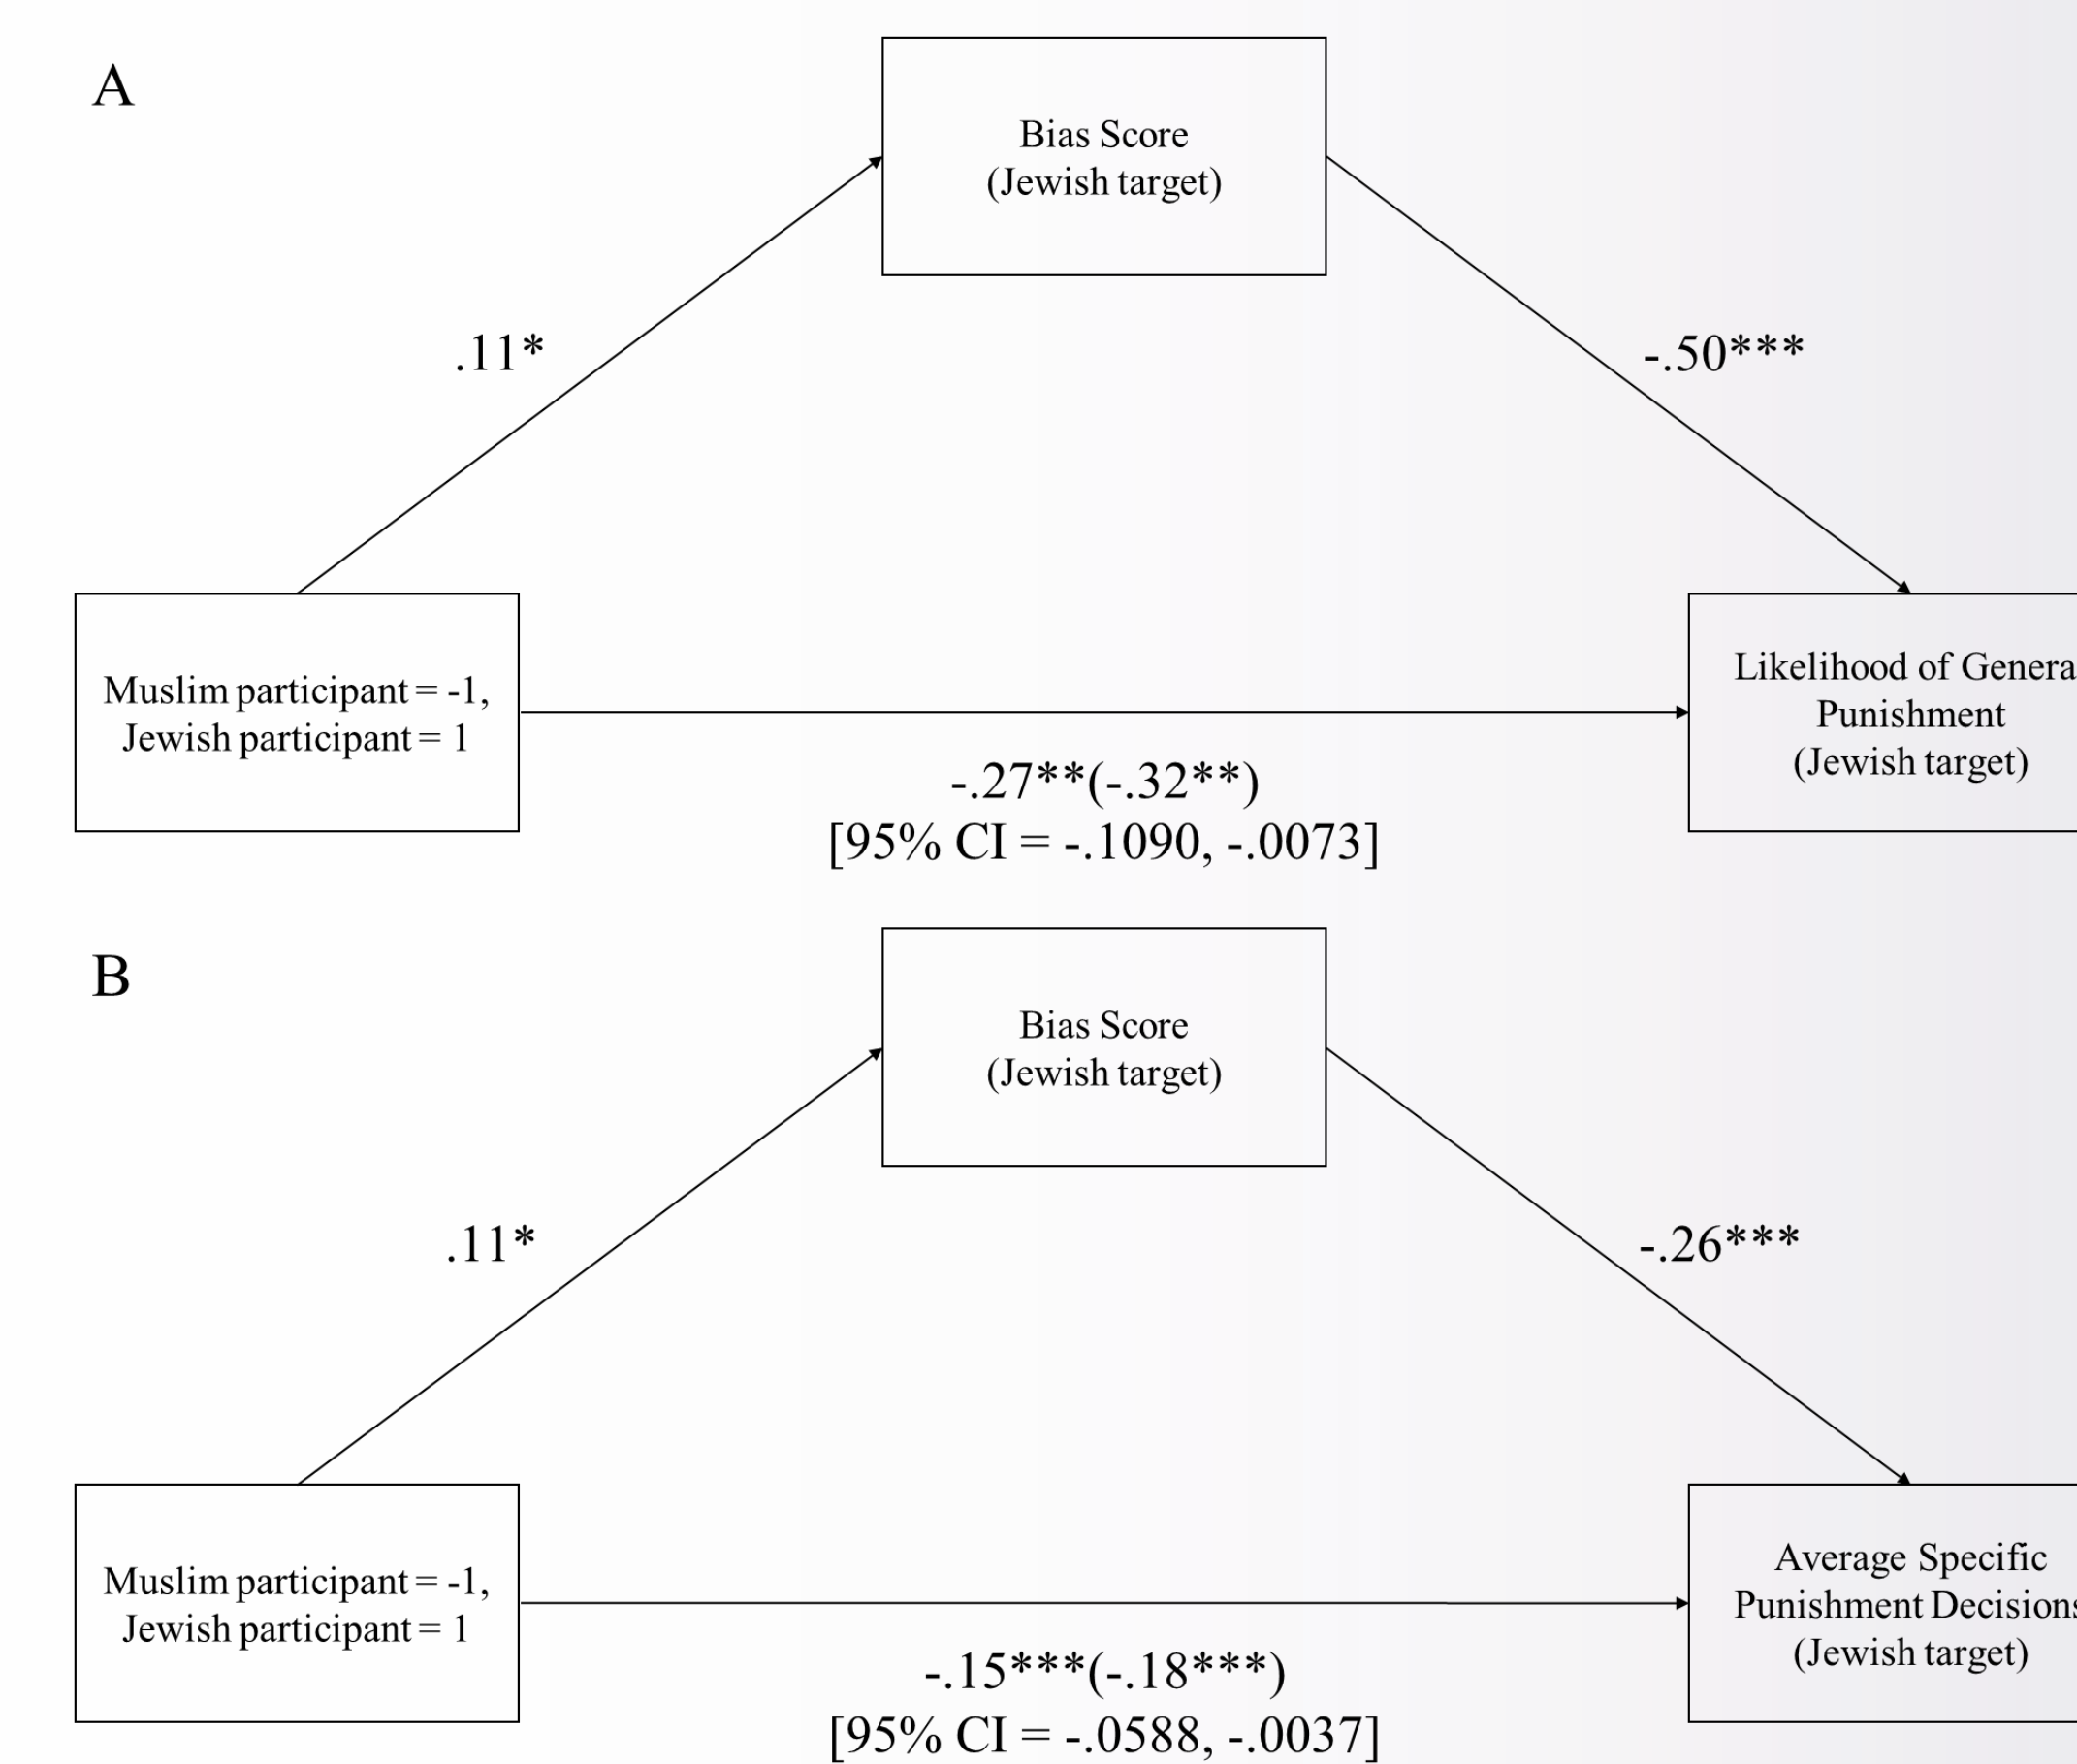 A
Bias Score
(Jewish target)
.11*
-.50***
Muslim participant = -1,
Jewish participant = 1
Likelihood of Genera
Punishment
(Jewish target)
-.27**(-.32**)
[95% CI = -.1090, -.0073]
B
Bias Score
(Jewish target)
.11*
-.26***
Muslim participant = -1,
Jewish participant = 1
Average Specific
Punishment Decisions
(Jewish target)
-.15***(-.18***)
[95% CI = -.0588, -.0037]